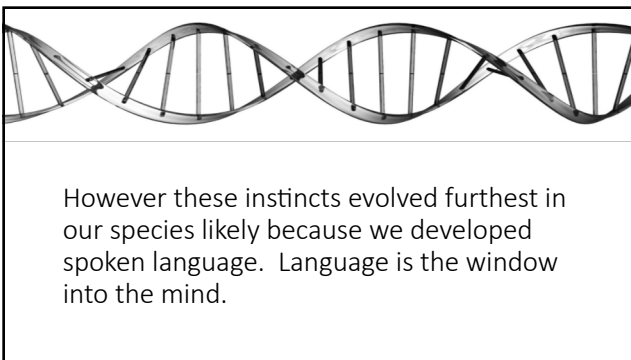 However these instincts evolved furthest in
our species likely because we developed
spoken language.  Language is the window
into the mind.